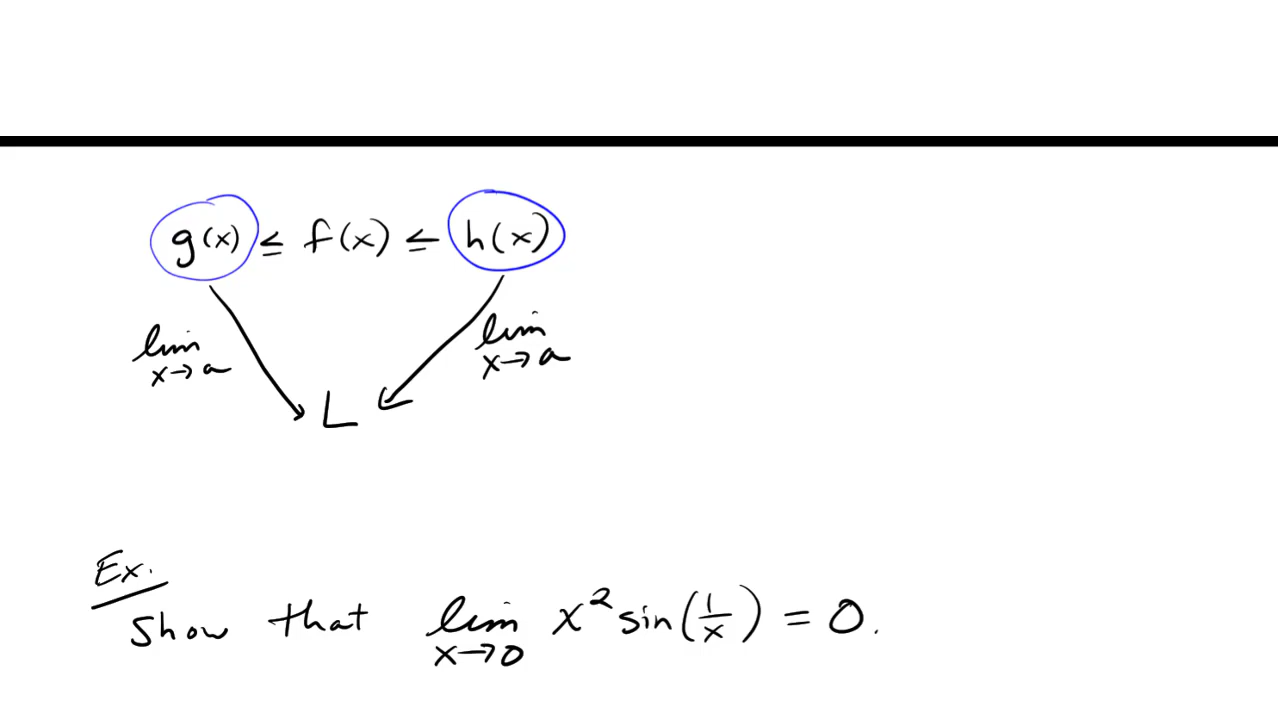 g(x) ≤ f(x) ≤ h(x)
lim x→a
lim x→a
L
Ex.
Show that lim x→0 x² sin(1/x) = 0.